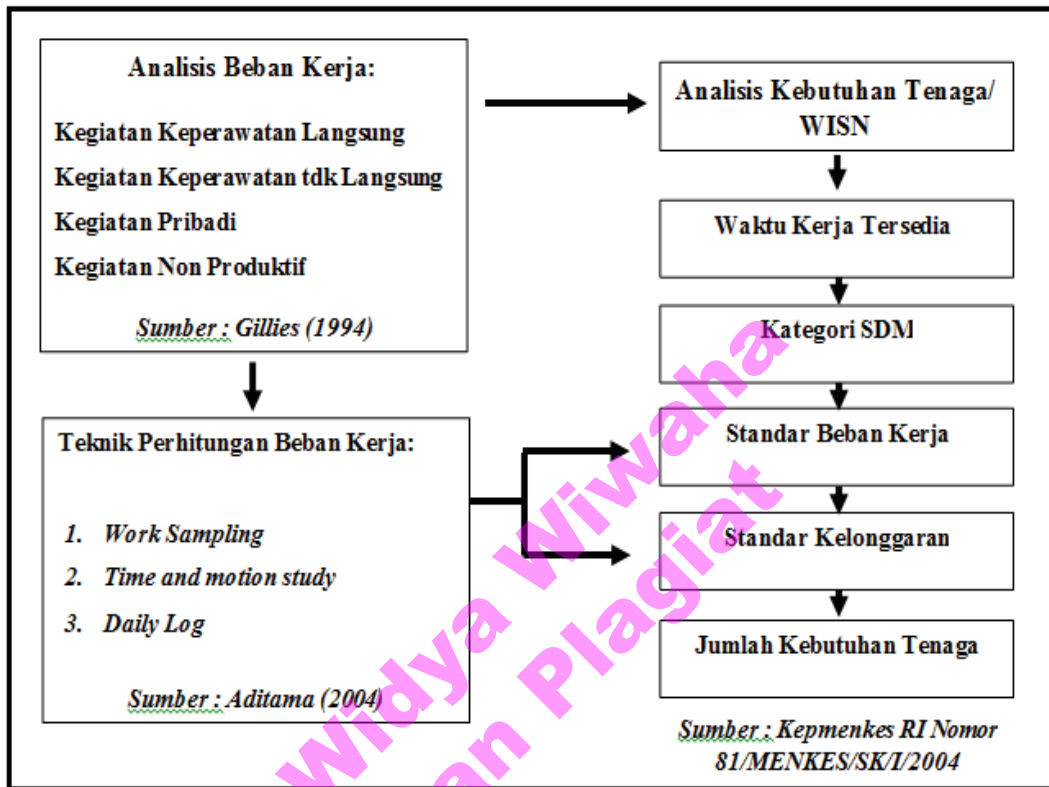 Analisis Beban Kerja:
Kegiatan Keperawatan Langsung
Kegiatan Keperawatan tdk Langsung
Kegiatan Pribadi
Kegiatan Non Produktif
Sumber : Gillies (1994)
Teknik Perhitungan Beban Kerja:
1. Work Sampling
2. Time and motion study
3. Daily Log
Sumber : Aditama (2004)
Analisis Kebutuhan Tenaga/
WISN
Waktu Kerja Tersedia
Kategori SDM
Standar Beban Kerja
Standar Kelonggaran
Jumlah Kebutuhan Tenaga
Sumber : Kepmenkes RI Nomor
81/MENKES/SK/I/2004
Widya Wiwaha
an Plagiat